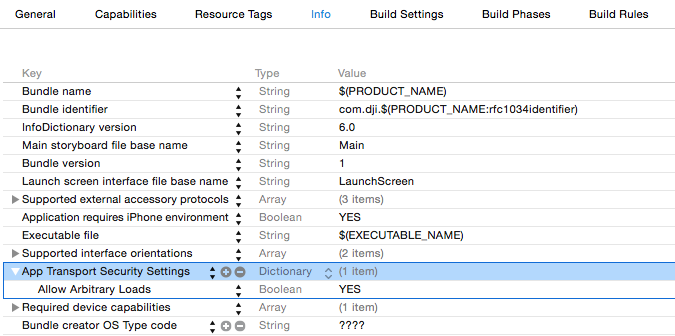 General Capabilities Resource Tags Info Build Settings Build Phases Build Rules
Key Type Value
Bundle name String $(PRODUCT_NAME)
Bundle identifier String com.dji.$(PRODUCT_NAME:rfc1034identifier)
InfoDictionary version String 6.0
Main storyboard file base name String Main
Bundle version String 1
Launch screen interface file base name String LaunchScreen
Supported external accessory protocols Array (3 items)
Application requires iPhone environment Boolean YES
Executable file String $(EXECUTABLE_NAME)
Supported interface orientations Array (2 items)
App Transport Security Settings Dictionary (1 item)
Allow Arbitrary Loads Boolean YES
Required device capabilities Array (1 item)
Bundle creator OS Type code String ????